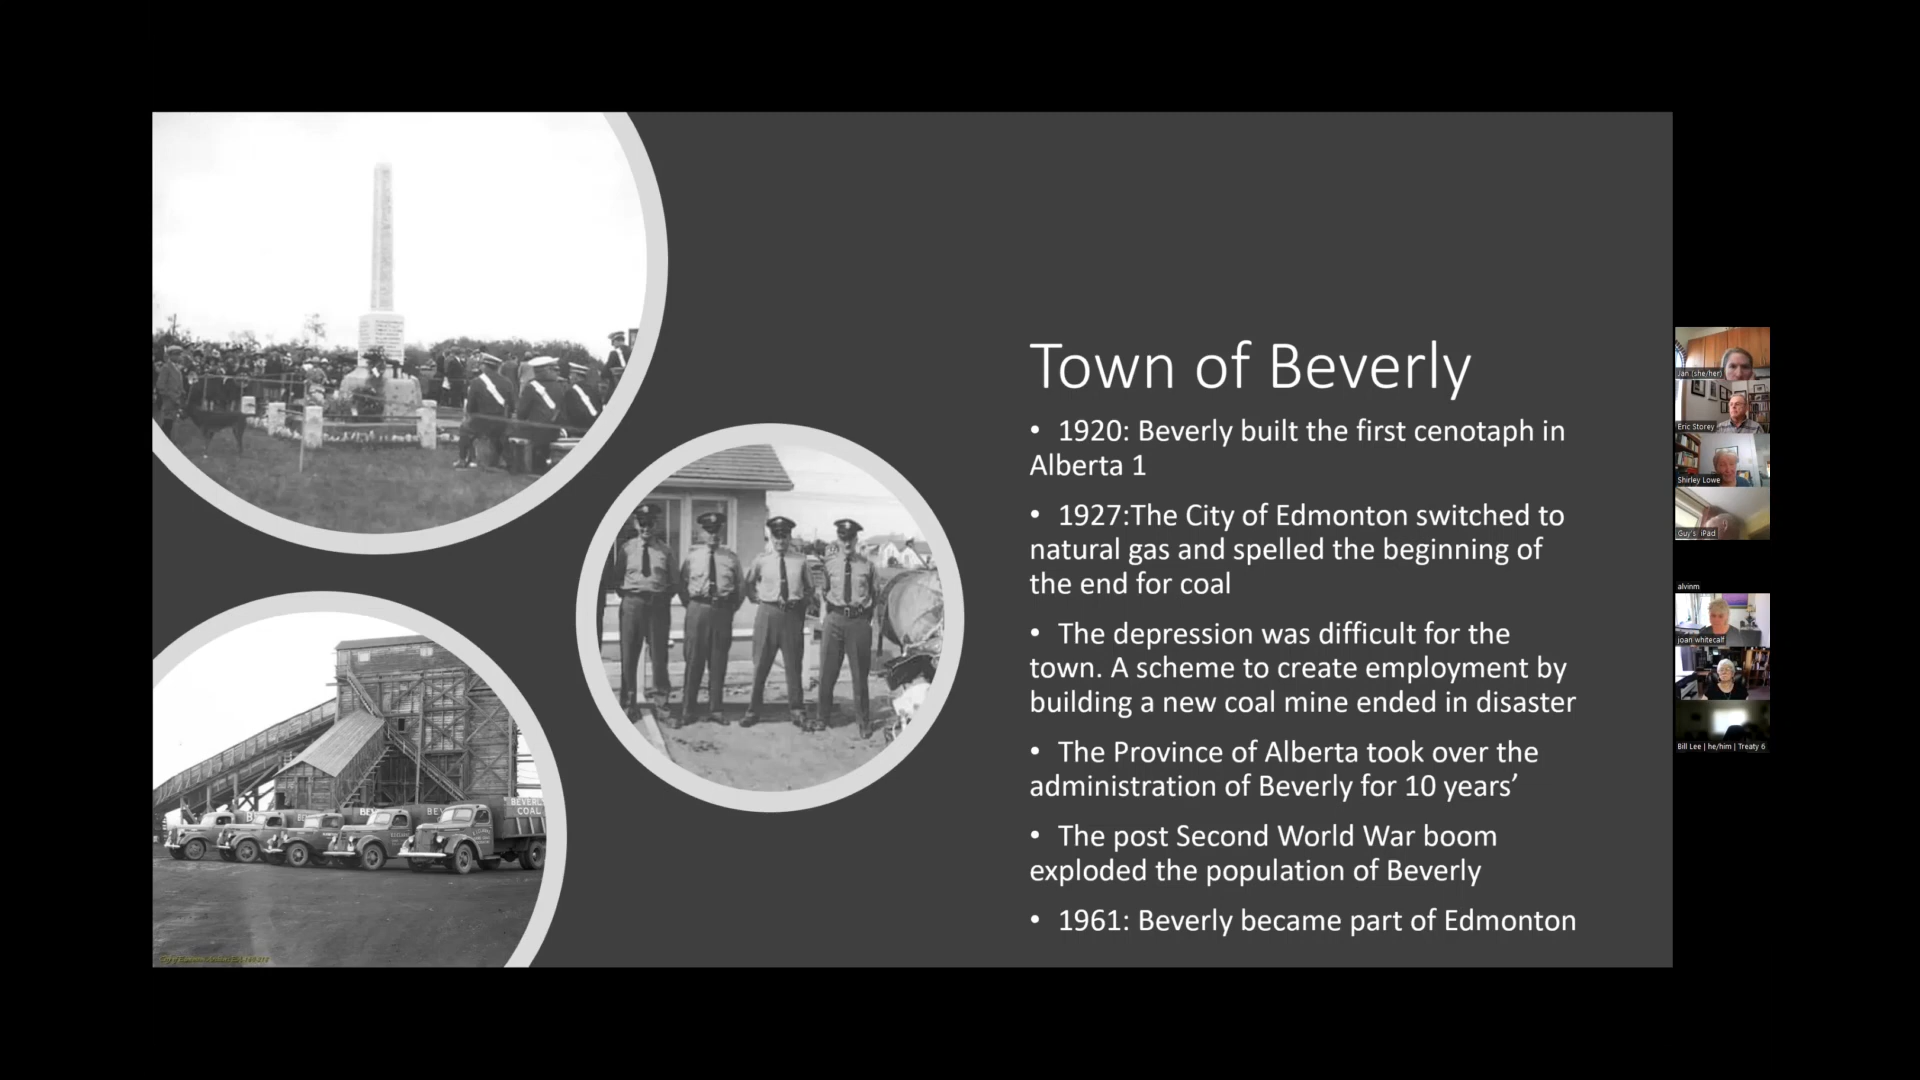 Town of Beverly
• 1920: Beverly built the first cenotaph in
Alberta 1
• 1927:The City of Edmonton switched to
natural gas and spelled the beginning of
the end for coal
• The depression was difficult for the
town. A scheme to create employment by
building a new coal mine ended in disaster
• The Province of Alberta took over the
administration of Beverly for 10 years’
• The post Second World War boom
exploded the population of Beverly
• 1961: Beverly became part of Edmonton
BEVERLY
COAL
Jan (she/her)
Eric Storey
Shirley Lowe
Guy's iPad
alvinm
joan whitecalf
Bill Lee | he/him | Treaty 6